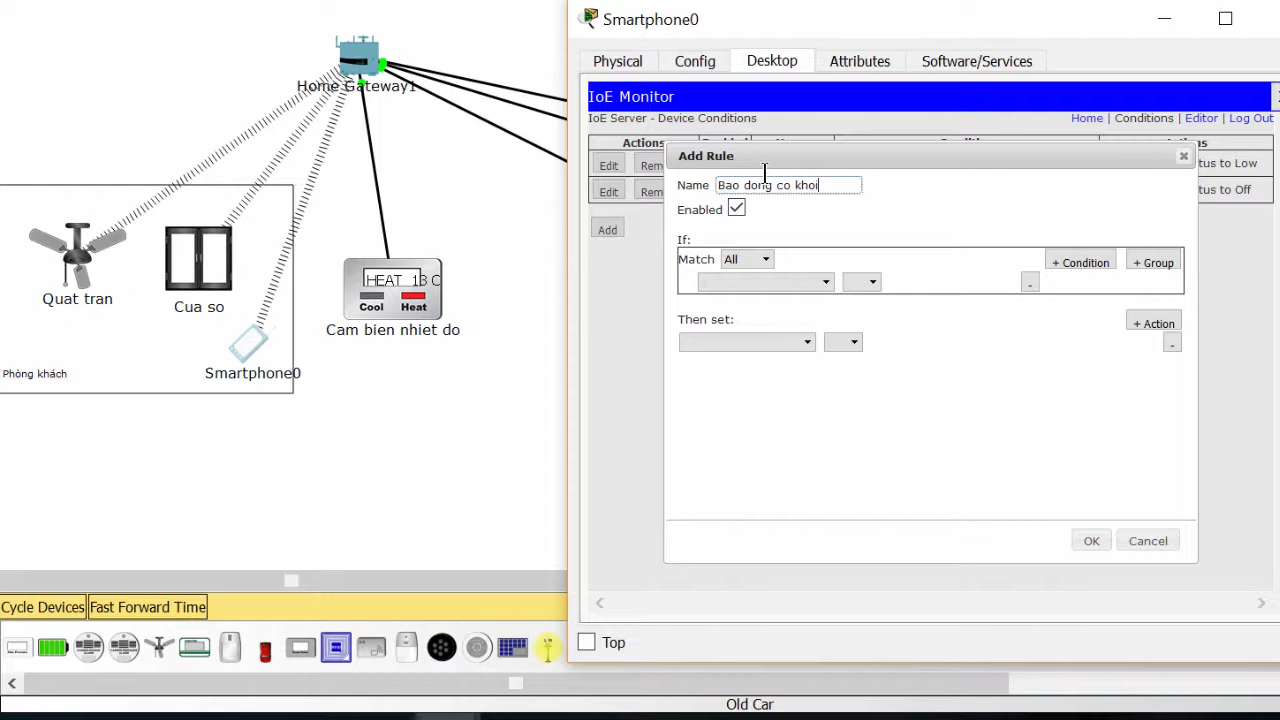 Smartphone0
Physical
Config
Desktop
Attributes
Software/Services
IoE Monitor
IoE Server - Device Conditions
Home | Conditions | Editor | Log Out
Actions
Edit
Edit
Add
tus to Low
tus to Off
Add Rule
Name
Bao dong co khoi
Enabled
If:
Match
All
+ Condition
+ Group
-
Then set:
+ Action
-
OK
Cancel
Top
Home Gateway1
Quat tran
Cua so
Smartphone0
Phòng khách
HEAT 13 C
Cool
Heat
Cam bien nhiet do
Cycle Devices
Fast Forward Time
Old Car